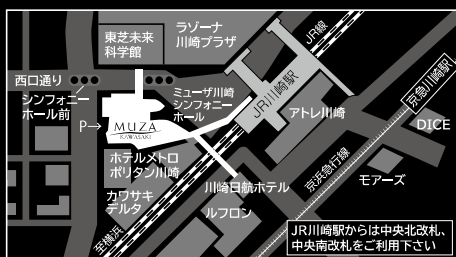 東芝未来
科学館
ラゾーナ
川崎プラザ
JR線
西口通り
シンフォニー
ホール前
ミューザ川崎
シンフォニー
ホール
JR川崎駅
アトレ川崎
京急川崎駅
DICE
P→
MUZA
KAWASAKI
ホテルメトロ
ポリタン川崎
カワサキ
デルタ
川崎日航ホテル
ルフロン
京浜急行線
モアーズ
至横浜
JR川崎駅からは中央北改札、
中央南改札をご利用下さい